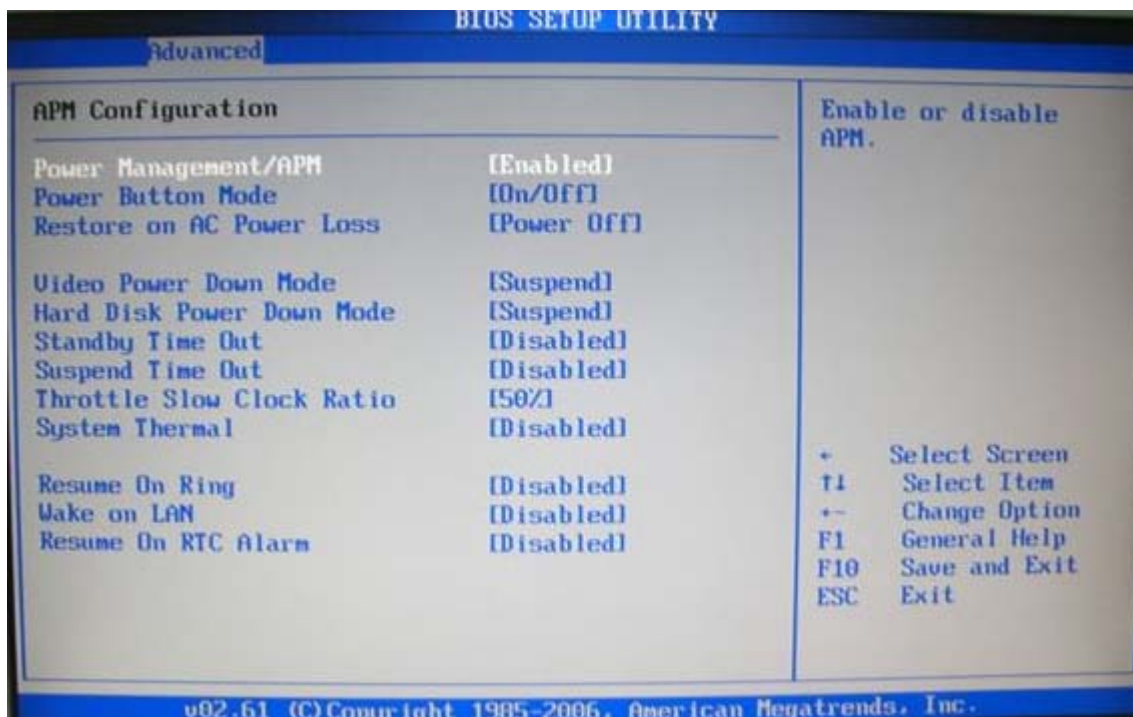 BIOS SETUP UTILITY
Advanced
APM Configuration
Power Management/APM [Enabled]
Power Button Mode [On/Off]
Restore on AC Power Loss [Power Off]
Video Power Down Mode [Suspend]
Hard Disk Power Down Mode [Suspend]
Standby Time Out [Disabled]
Suspend Time Out [Disabled]
Throttle Slow Clock Ratio [50%]
System Thermal [Disabled]
Resume On Ring [Disabled]
Wake on LAN [Disabled]
Resume On RTC Alarm [Disabled]
Enable or disable
APM.
← Select Screen
↑↓ Select Item
+- Change Option
F1 General Help
F10 Save and Exit
ESC Exit
v02.61 (C)Copyright 1985-2006, American Megatrends, Inc.